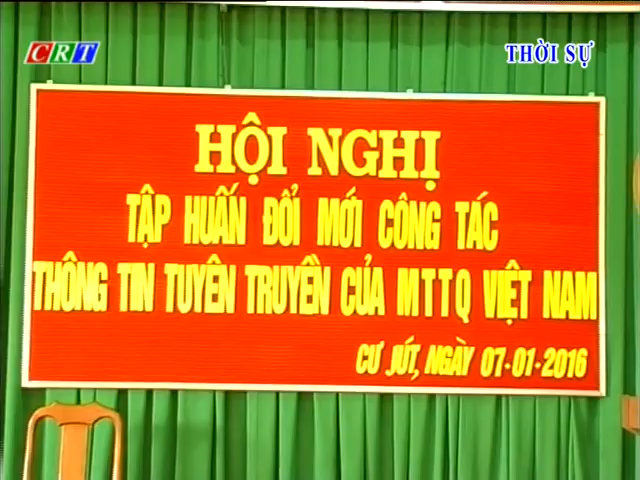 CRT
THỜI SỰ
HỘI NGHỊ
TẬP HUẤN ĐỔI MỚI CÔNG TÁC
THÔNG TIN TUYÊN TRUYỀN CỦA MTTQ VIỆT NAM
CƯ JÚT, NGÀY 07-01-2016